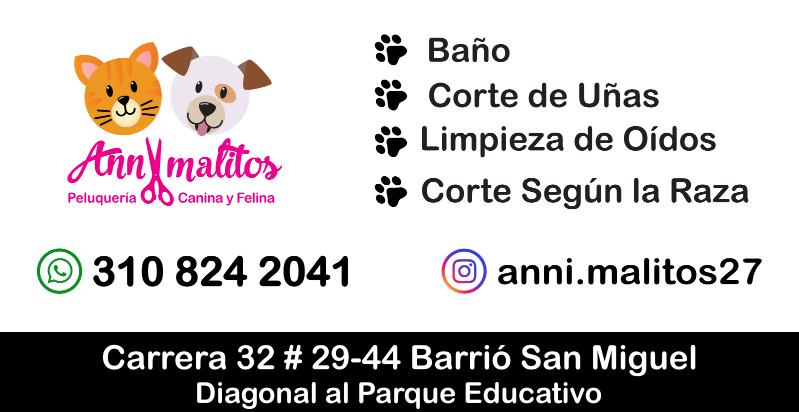 Annymalitos
Peluquería Canina y Felina
Baño
Corte de Uñas
Limpieza de Oídos
Corte Según la Raza
310 824 2041
anni.malitos27
Carrera 32 # 29-44 Barrió San Miguel
Diagonal al Parque Educativo